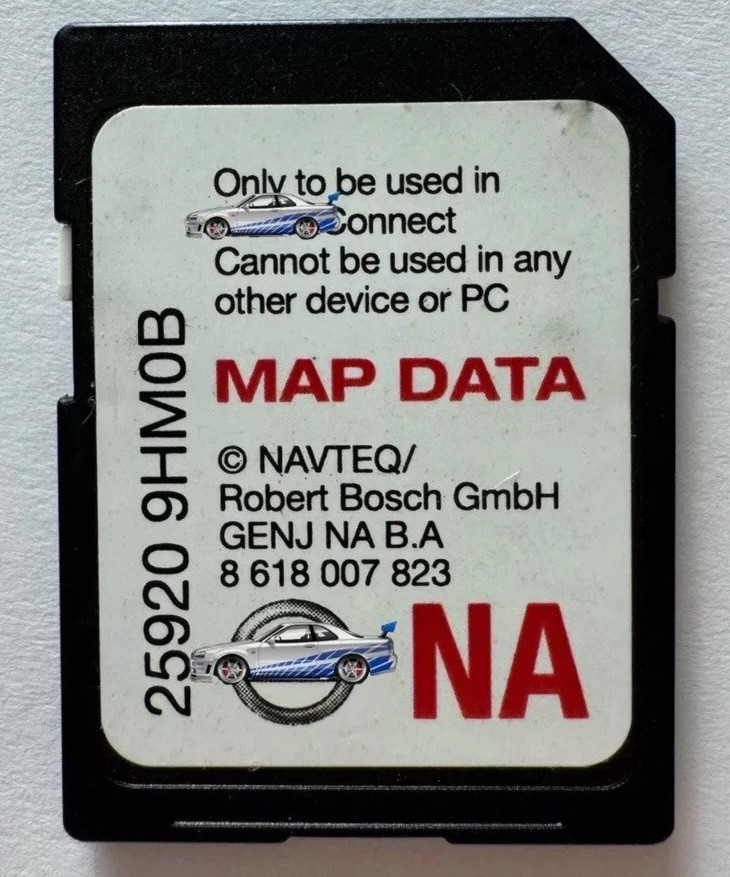 Only to be used in
Connect
Cannot be used in any
other device or PC
MAP DATA
© NAVTEQ/
Robert Bosch GmbH
GENJ NA B.A
8 618 007 823
NA
25920 9HM0B